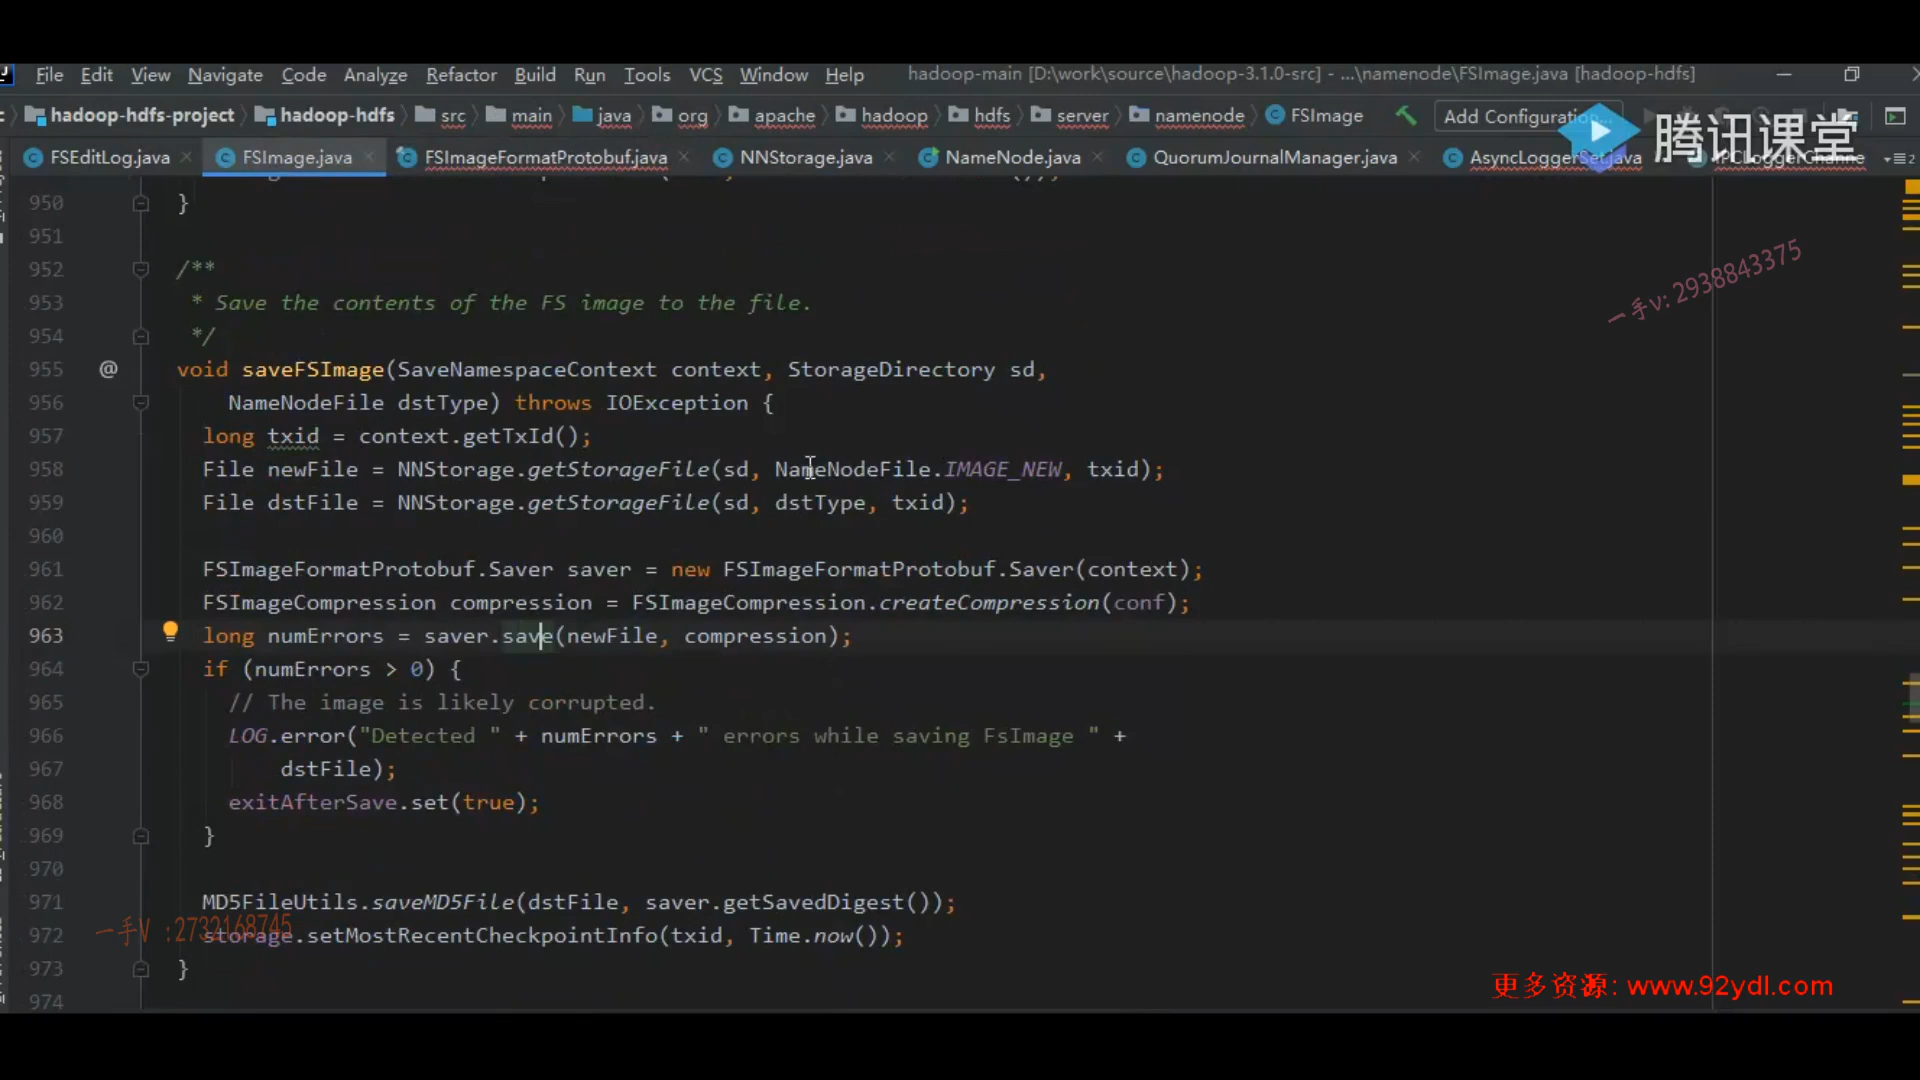 File Edit View Navigate Code Analyze Refactor Build Run Tools VCS Window Help hadoop-main [D:\work\source\hadoop-3.1.0-src] - ...\namenode\FSImage.java [hadoop-hdfs]
hadoop-hdfs-project hadoop-hdfs src main java org apache hadoop hdfs server namenode FSImage Add Configuration...
腾讯课堂
FSEditLog.java FSImage.java FSImageFormatProtobuf.java NNStorage.java NameNode.java QuorumJournalManager.java AsyncLoggerSet.java IPCLoggerChanne
950 }
951
952 /**
953 * Save the contents of the FS image to the file.
954 */
955 @ void saveFSImage(SaveNamespaceContext context, StorageDirectory sd,
956 NameNodeFile dstType) throws IOException {
957 long txid = context.getTxId();
958 File newFile = NNStorage.getStorageFile(sd, NameNodeFile.IMAGE_NEW, txid);
959 File dstFile = NNStorage.getStorageFile(sd, dstType, txid);
960
961 FSImageFormatProtobuf.Saver saver = new FSImageFormatProtobuf.Saver(context);
962 FSImageCompression compression = FSImageCompression.createCompression(conf);
963 long numErrors = saver.save(newFile, compression);
964 if (numErrors > 0) {
965 // The image is likely corrupted.
966 LOG.error("Detected " + numErrors + " errors while saving FsImage " +
967 dstFile);
968 exitAfterSave.set(true);
969 }
970
971 MD5FileUtils.saveMD5File(dstFile, saver.getSavedDigest());
972 storage.setMostRecentCheckpointInfo(txid, Time.now());
973 }
974
一手v:2938843375
一手V :2732168745
更多资源: www.92ydl.com